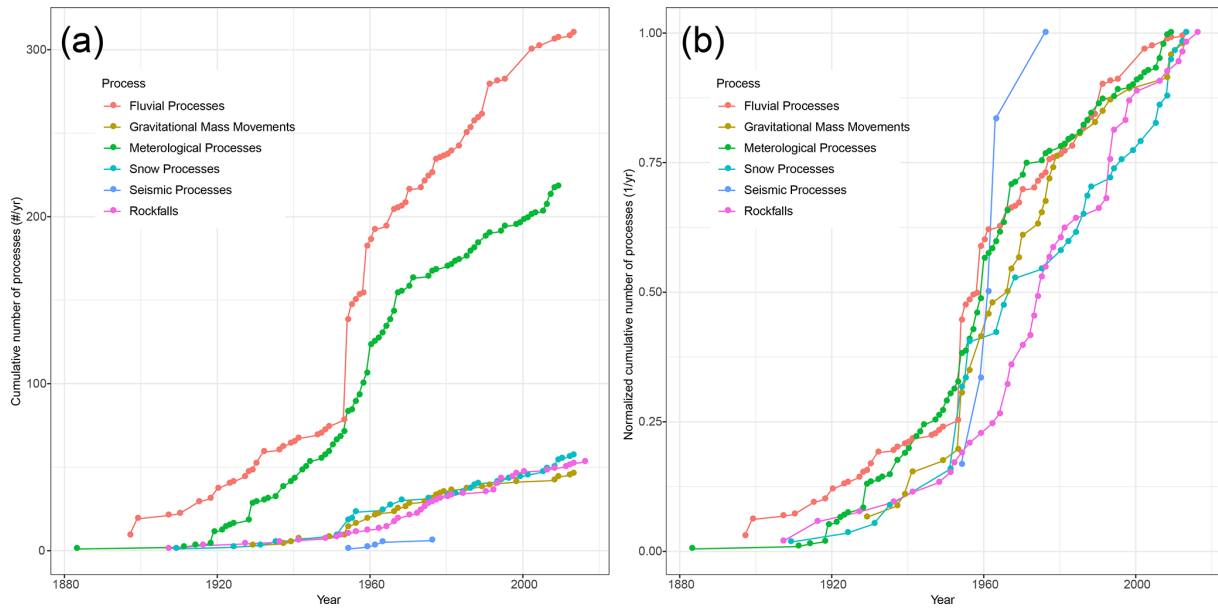 (a)
Cumulative number of processes (#/yr)
300
200
100
0
Process
Fluvial Processes
Gravitational Mass Movements
Meterological Processes
Snow Processes
Seismic Processes
Rockfalls
1880
1920
1960
2000
Year
(b)
Normalized cumulative number of processes (1/yr)
1.00
0.75
0.50
0.25
0.00
Process
Fluvial Processes
Gravitational Mass Movements
Meterological Processes
Snow Processes
Seismic Processes
Rockfalls
1880
1920
1960
2000
Year